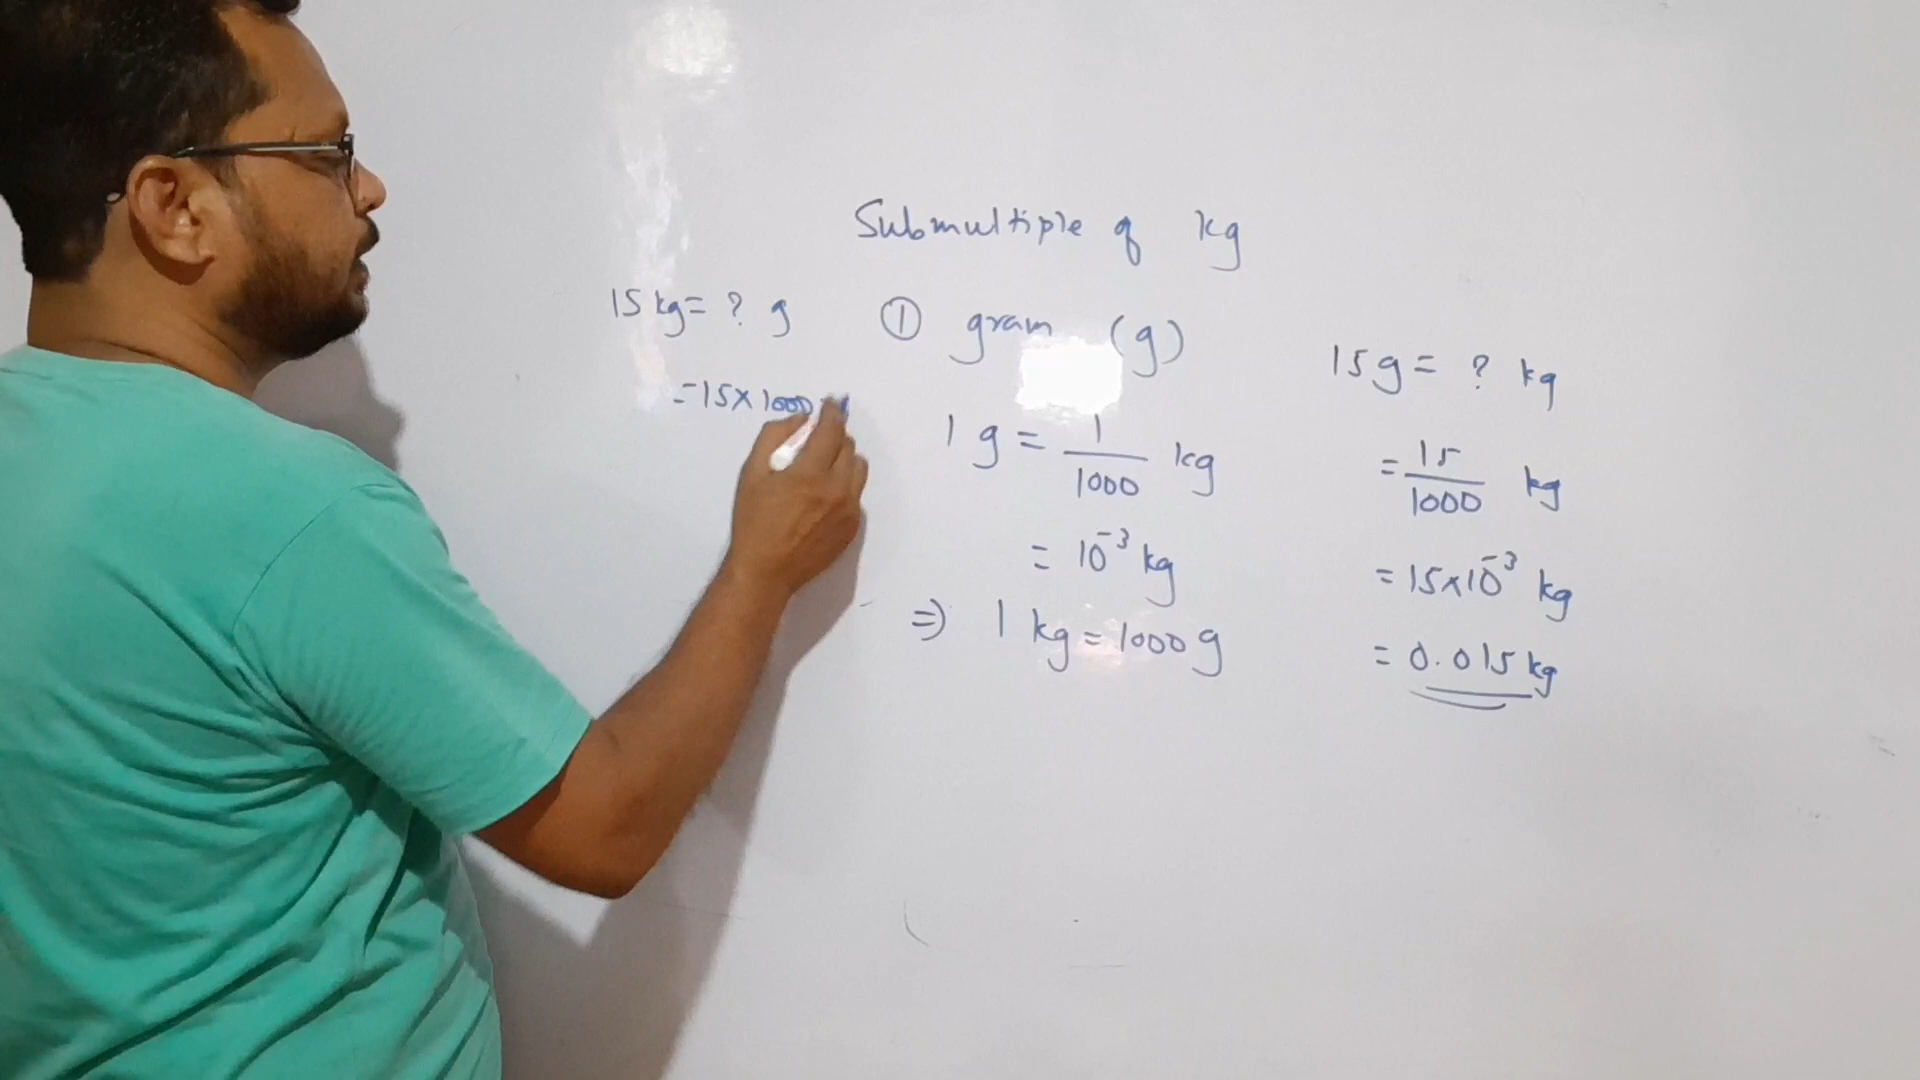 Submultiple of kg
15 kg = ? g
= 15 × 1000
① gram (g)
1 g = 1/1000 kg
= 10⁻³ kg
⇒ 1 kg = 1000 g
15 g = ? kg
= 15/1000 kg
= 15×10⁻³ kg
= 0.015 kg